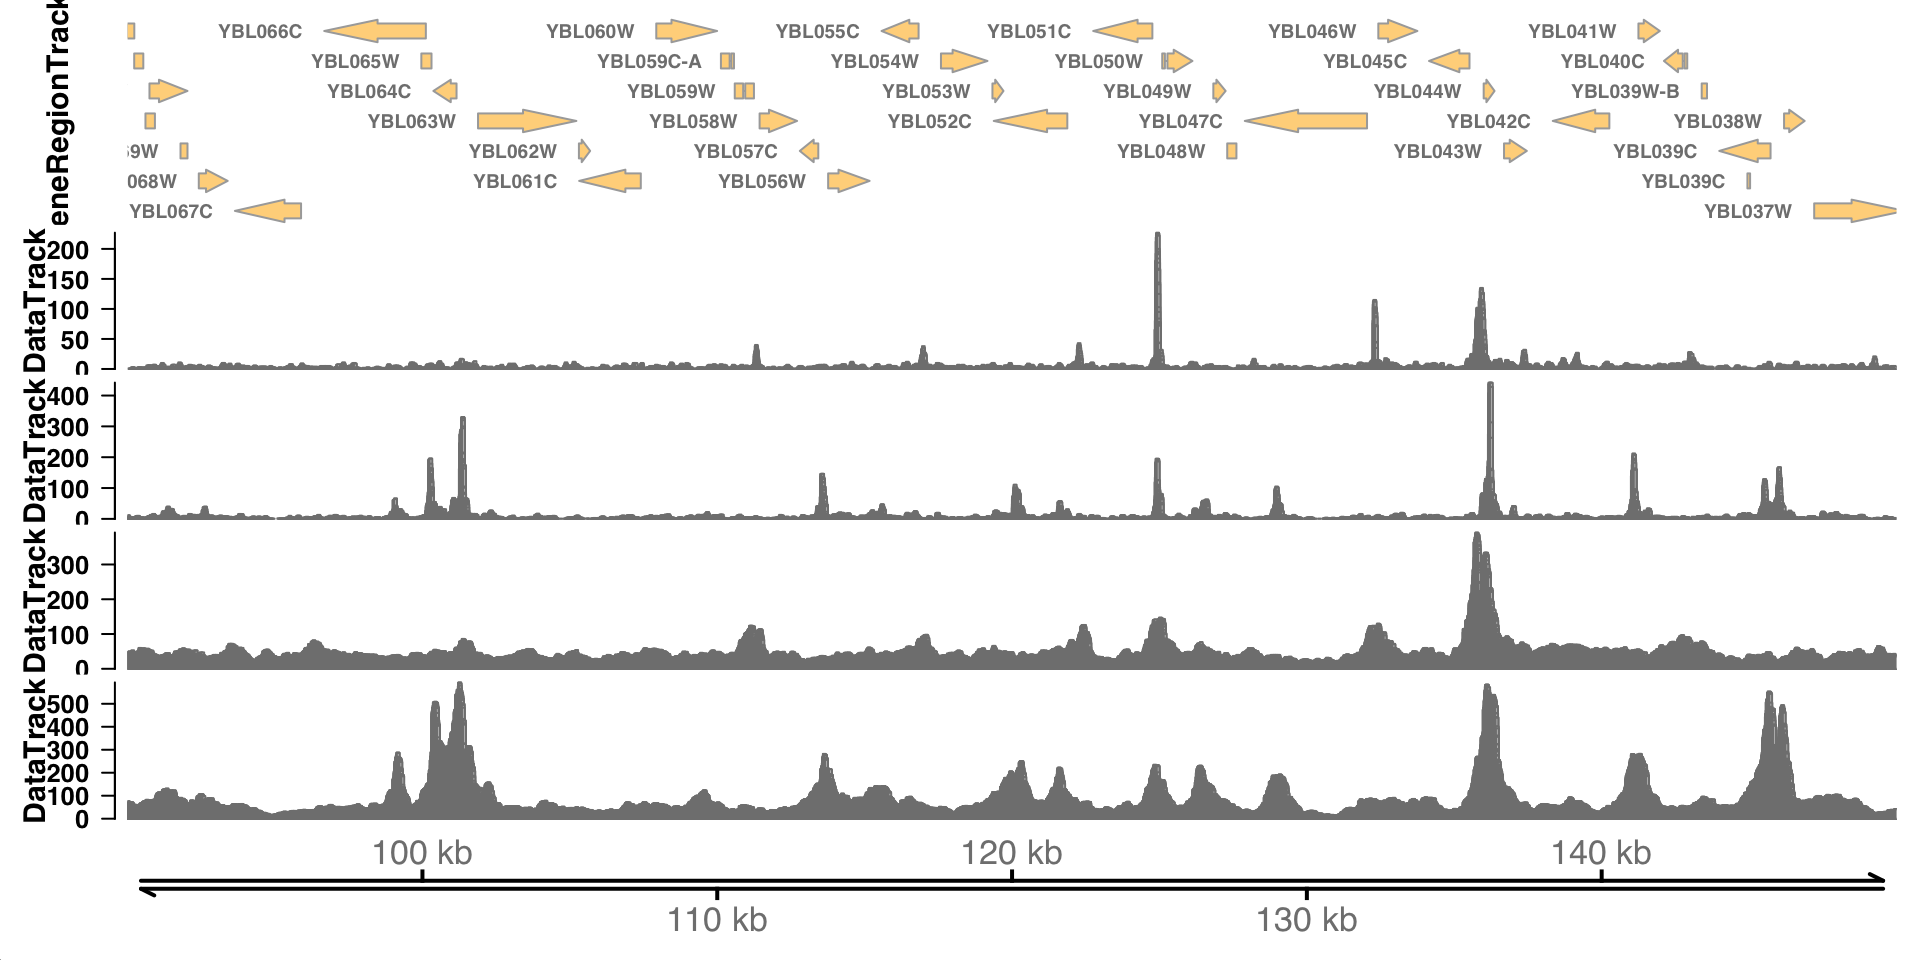 eneRegionTrack
YBL066C YBL060W YBL055C YBL051C YBL046W YBL041W
YBL065W YBL059C-A YBL054W YBL050W YBL045C YBL040C
YBL064C YBL059W YBL053W YBL049W YBL044W YBL039W-B
YBL063W YBL058W YBL052C YBL047C YBL042C YBL038W
9W YBL062W YBL057C YBL048W YBL043W YBL039C
068W YBL061C YBL056W YBL039C
YBL067C YBL037W
DataTrack
200
150
100
50
0
DataTrack
400
300
200
100
0
DataTrack
300
200
100
0
DataTrack
500
400
300
200
100
0
100 kb 120 kb 140 kb
110 kb 130 kb